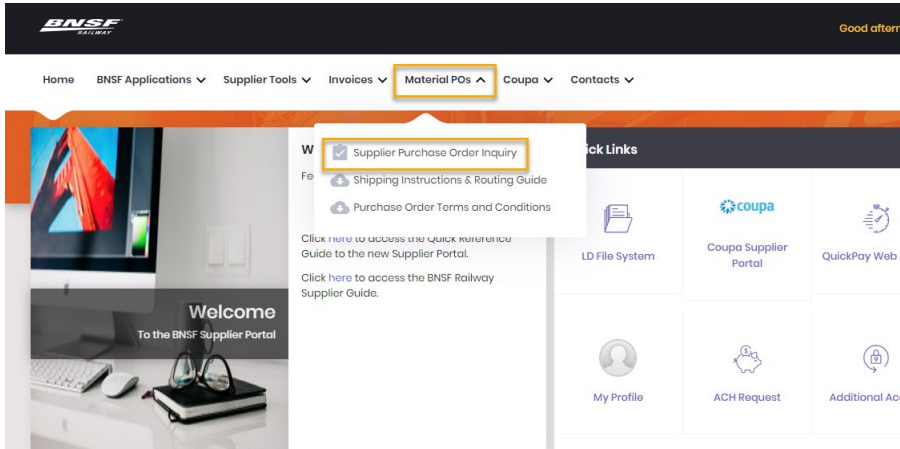 BNSF
RAILWAY
Good aftern
Home BNSF Applications Supplier Tools Invoices Material POs Coupa Contacts
Supplier Purchase Order Inquiry
Shipping Instructions & Routing Guide
Purchase Order Terms and Conditions
W
Fe
Click here to access the Quick Reference
Guide to the new Supplier Portal.
Click here to access the BNSF Railway
Supplier Guide.
Welcome
To the BNSF Supplier Portal
ick Links
LD File System
coupa
Coupa Supplier
Portal
QuickPay Web
My Profile
ACH Request
Additional Acc